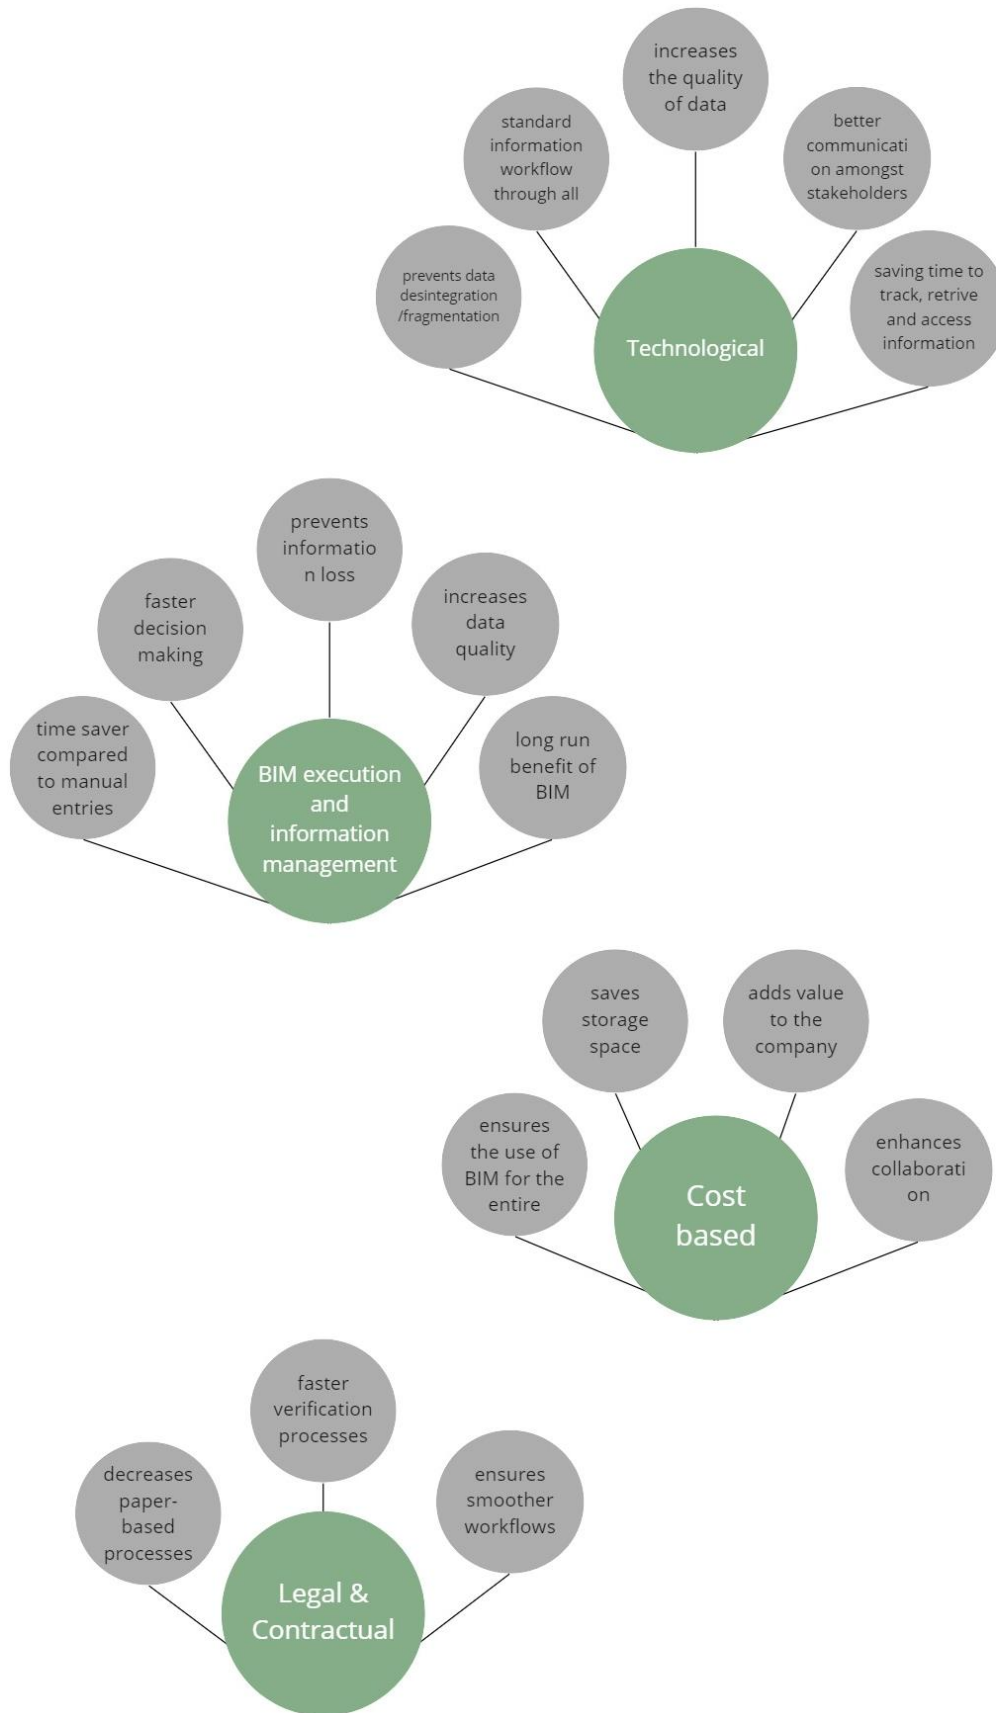 increases
the quality
of data
standard
information
workflow
through all
better
communicati
on amongst
stakeholders
prevents data
desintegration
/fragmentation
saving time to
track, retrive
and access
information
Technological
prevents
informatio
n loss
faster
decision
making
increases
data
quality
time saver
compared
to manual
entries
long run
benefit of
BIM
BIM execution
and
information
management
saves
storage
space
adds value
to the
company
ensures
the use of
BIM for the
entire
enhances
collaborati
on
Cost
based
faster
verification
processes
decreases
paper-
based
processes
ensures
smoother
workflows
Legal &
Contractual